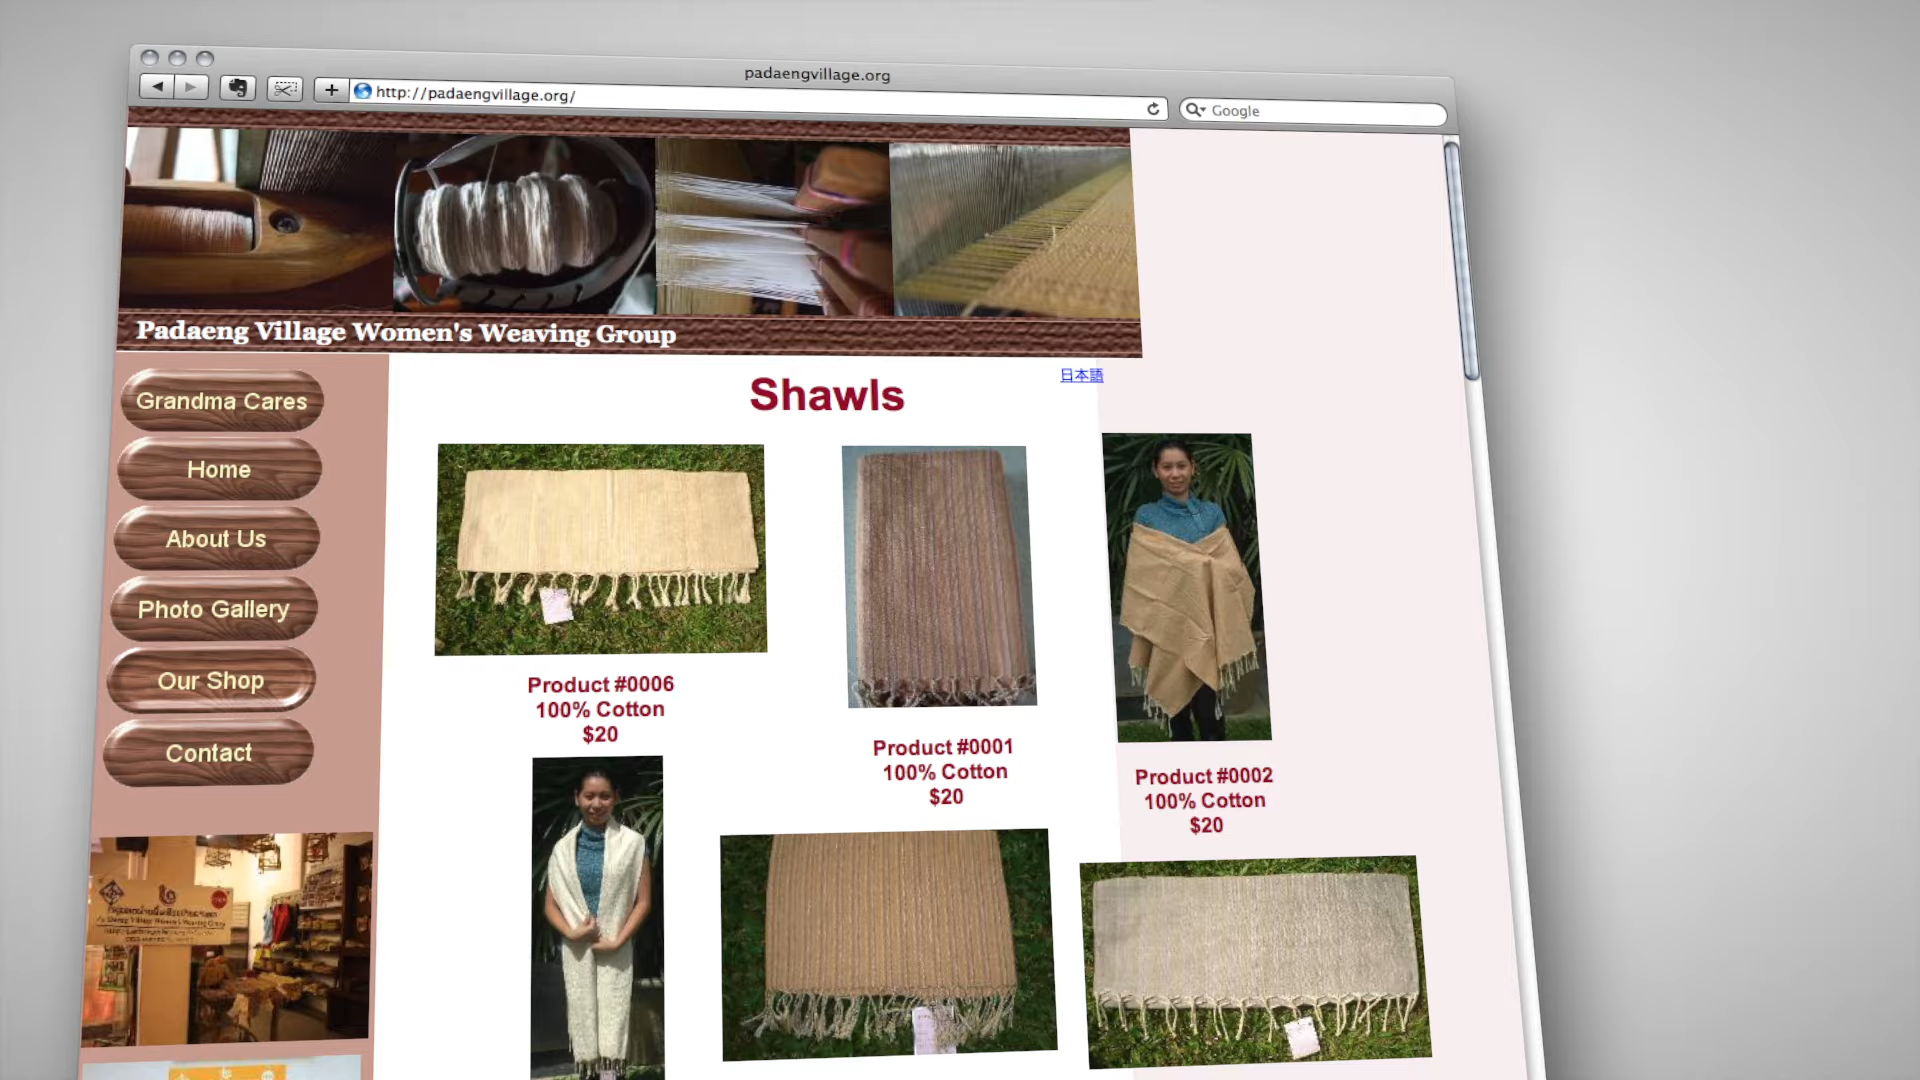 padaengvillage.org
http://padaengvillage.org/
Google
Padaeng Village Women's Weaving Group
日本語
Shawls
Grandma Cares
Home
About Us
Photo Gallery
Our Shop
Contact
Product #0006
100% Cotton
$20
Product #0001
100% Cotton
$20
Product #0002
100% Cotton
$20